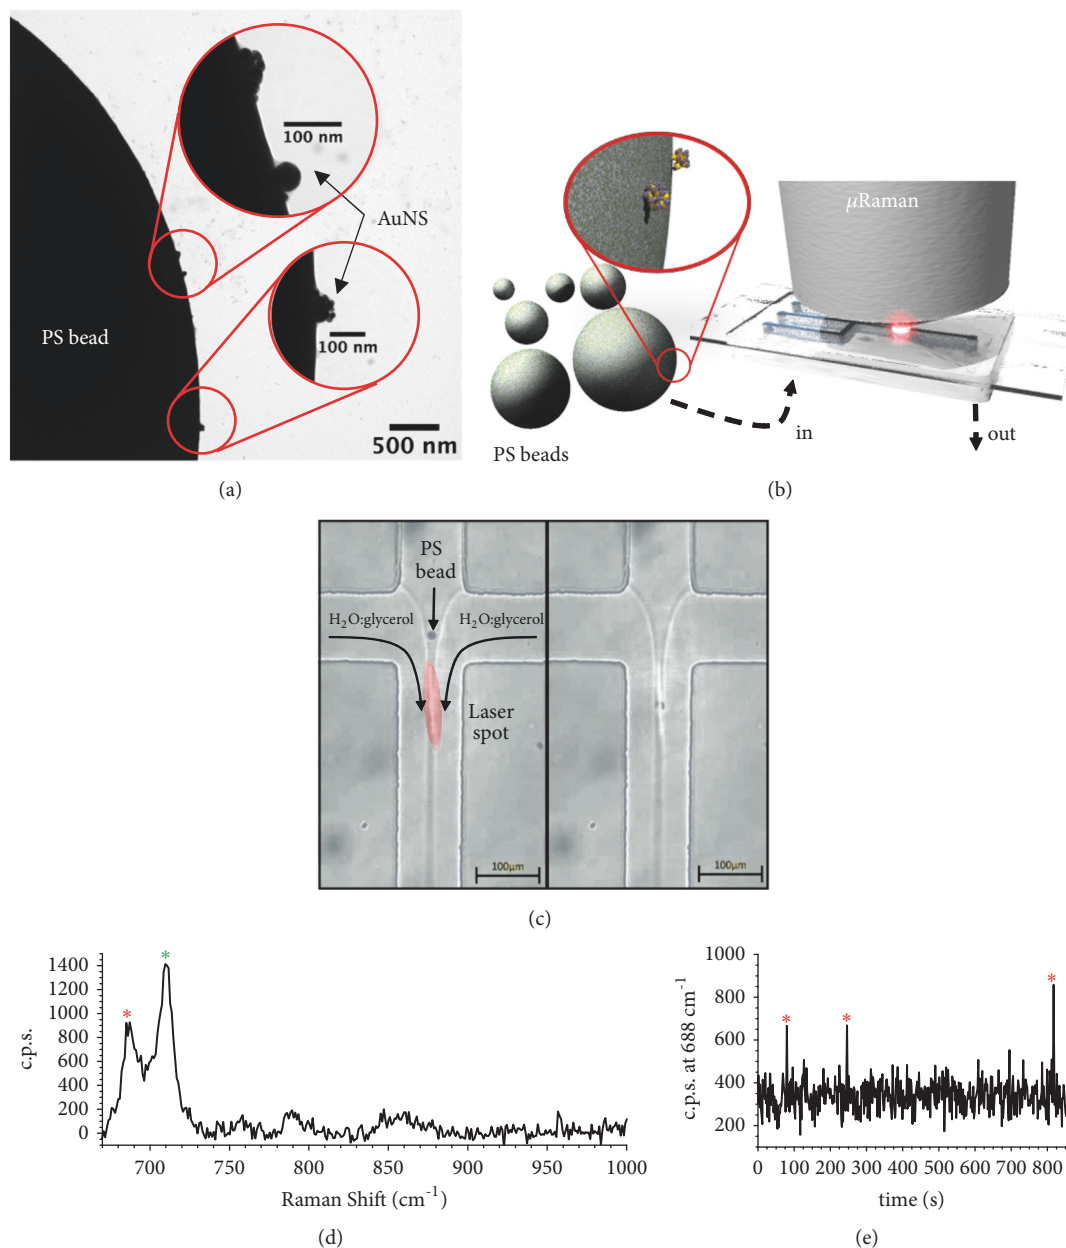 100 nm
AuNS
PS bead
100 nm
500 nm
(a)
μRaman
in
out
PS beads
(b)
PS
bead
H₂O:glycerol
H₂O:glycerol
Laser
spot
100μm
100μm
(c)
*
*
1400
1200
1000
800
600
400
200
0
c.p.s.
700
750
800
850
900
950
1000
Raman Shift (cm⁻¹)
(d)
*
*
*
1000
800
600
400
200
c.p.s. at 688 cm⁻¹
0
100
200
300
400
500
600
700
800
time (s)
(e)